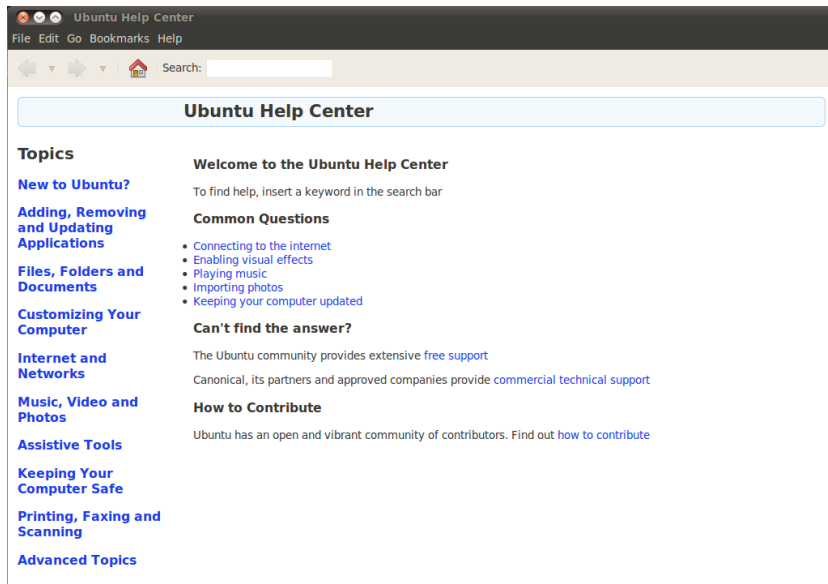 Ubuntu Help Center
File Edit Go Bookmarks Help
Search:
Ubuntu Help Center
Topics
New to Ubuntu?
Adding, Removing
and Updating
Applications
Files, Folders and
Documents
Customizing Your
Computer
Internet and
Networks
Music, Video and
Photos
Assistive Tools
Keeping Your
Computer Safe
Printing, Faxing and
Scanning
Advanced Topics
Welcome to the Ubuntu Help Center
To find help, insert a keyword in the search bar
Common Questions
• Connecting to the internet
• Enabling visual effects
• Playing music
• Importing photos
• Keeping your computer updated
Can't find the answer?
The Ubuntu community provides extensive free support
Canonical, its partners and approved companies provide commercial technical support
How to Contribute
Ubuntu has an open and vibrant community of contributors. Find out how to contribute